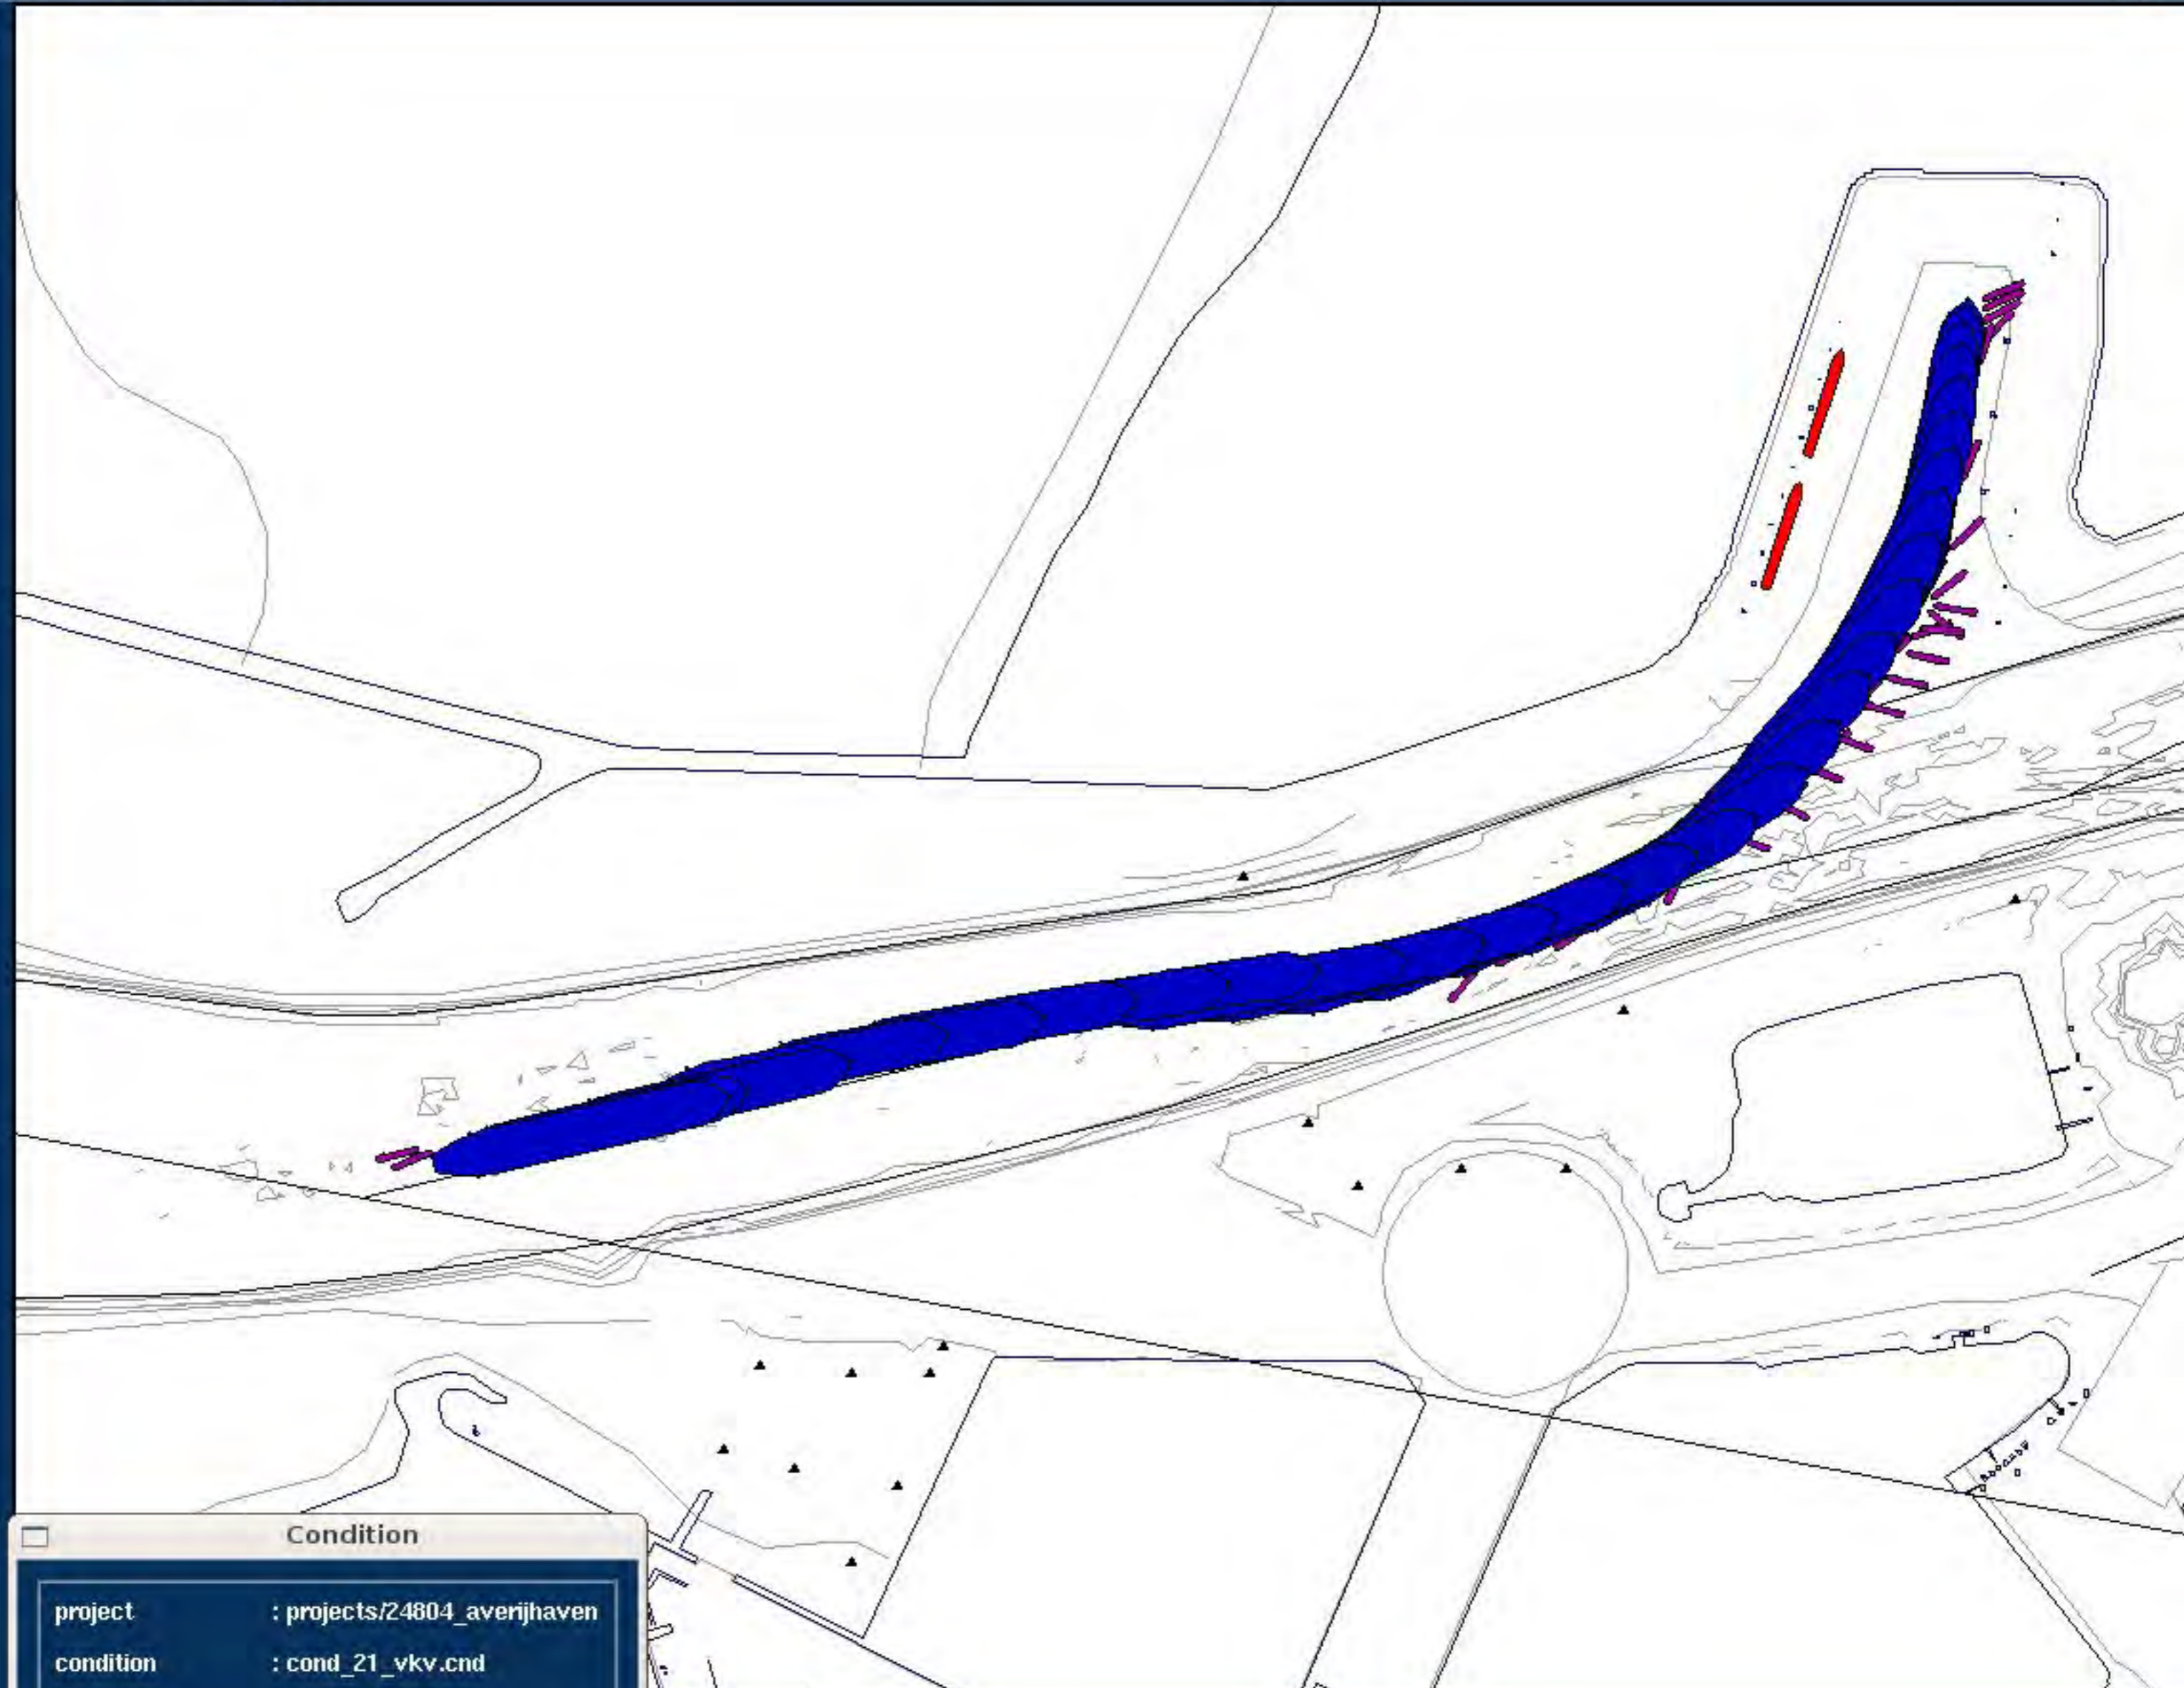 Condition
project : projects/24804_averijhaven
condition : cond_21_vkv.cnd